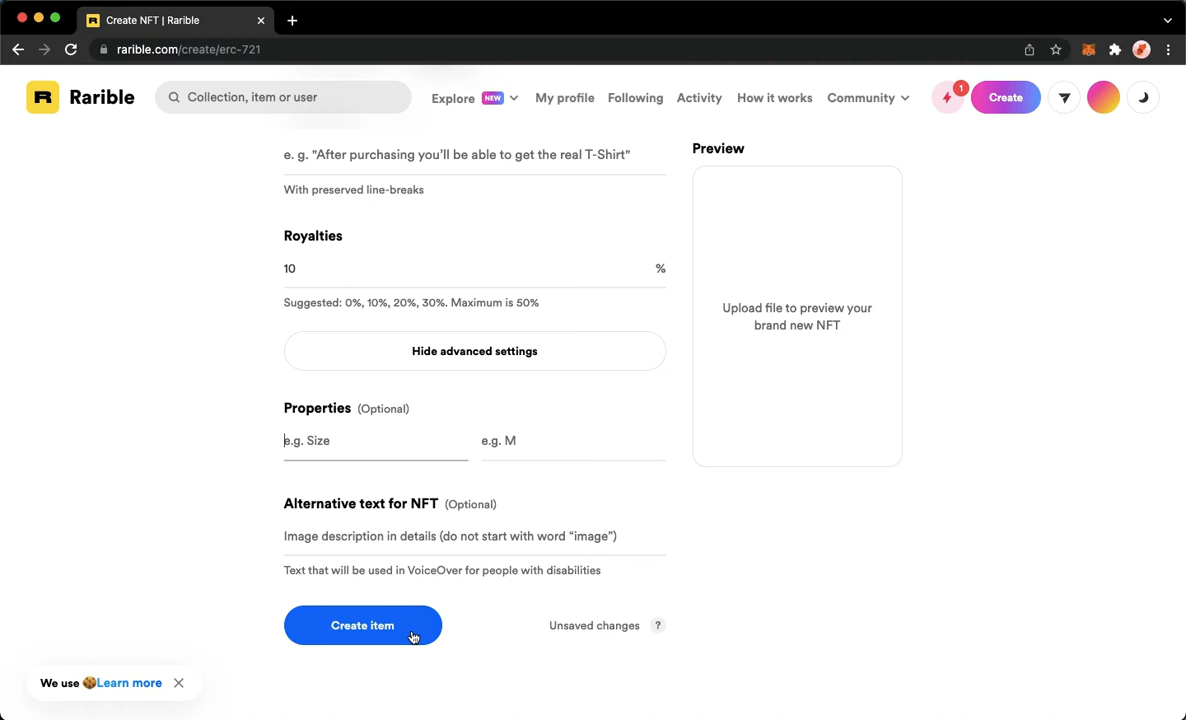 Create NFT | Rarible
rarible.com/create/erc-721
R Rarible
Collection, item or user
Explore NEW
My profile
Following
Activity
How it works
Community
1
Create
e. g. "After purchasing you’ll be able to get the real T-Shirt"
With preserved line-breaks
Royalties
10 %
Suggested: 0%, 10%, 20%, 30%. Maximum is 50%
Hide advanced settings
Properties (Optional)
e.g. Size e.g. M
Alternative text for NFT (Optional)
Image description in details (do not start with word “image”)
Text that will be used in VoiceOver for people with disabilities
Create item
Unsaved changes ?
Preview
Upload file to preview your
brand new NFT
We use 🍪Learn more